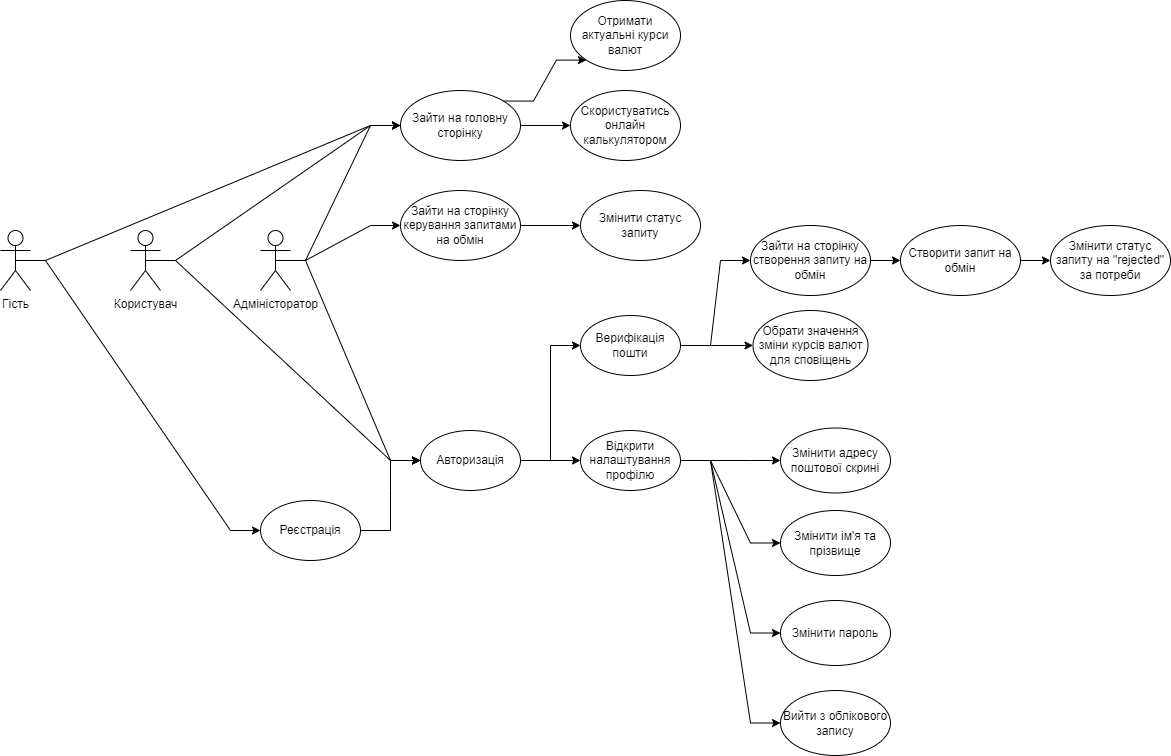 Отримати
актуальні курси
валют
Зайти на головну
сторінку
Скористуватись
онлайн
калькулятором
Зайти на сторінку
керування запитами
на обмін
Змінити статус
запиту
Гість
Користувач
Адміністоратор
Зайти на сторінку
створення запиту на
обмін
Створити запит на
обмін
Змінити статус
запиту на "rejected"
за потреби
Верифікація
пошти
Обрати значення
зміни курсів валют
для сповіщень
Авторизація
Відкрити
налаштування
профілю
Змінити адресу
поштової скрині
Реєстрація
Змінити ім'я та
прізвище
Змінити пароль
Вийти з облікового
запису